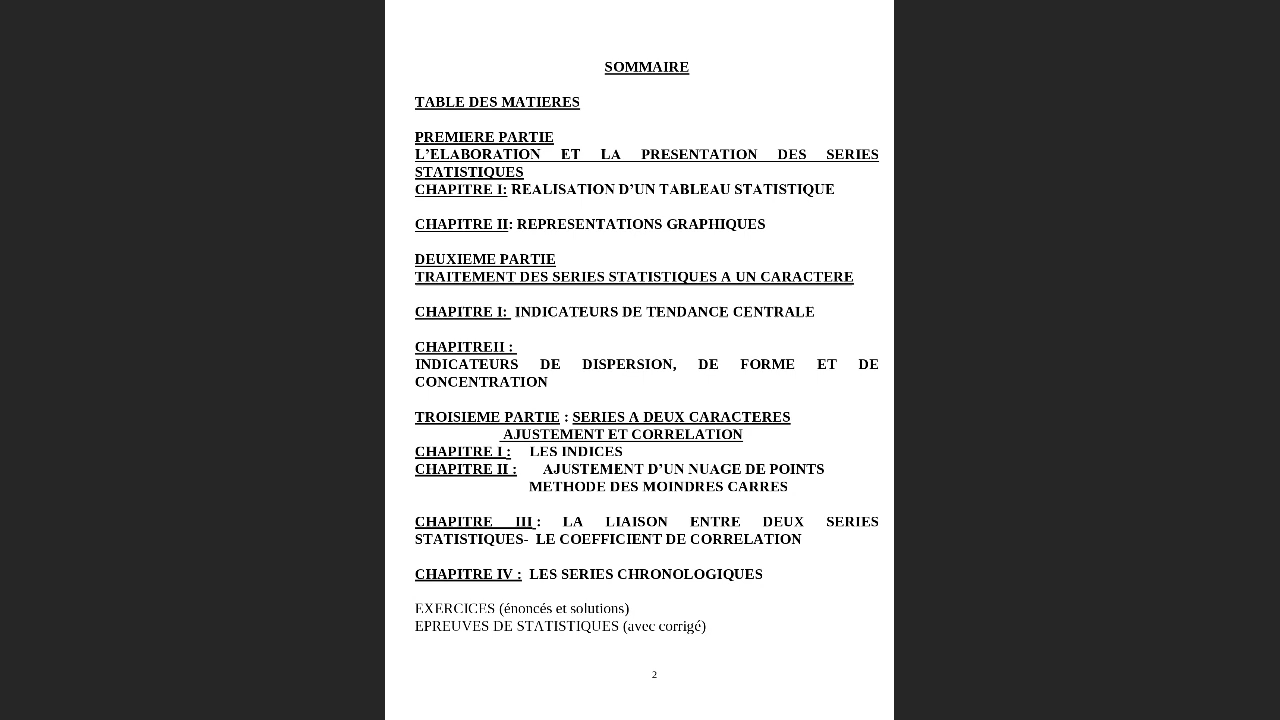 SOMMAIRE
TABLE DES MATIERES
PREMIERE PARTIE
L’ELABORATION ET LA PRESENTATION DES SERIES
STATISTIQUES
CHAPITRE I: REALISATION D’UN TABLEAU STATISTIQUE
CHAPITRE II: REPRESENTATIONS GRAPHIQUES
DEUXIEME PARTIE
TRAITEMENT DES SERIES STATISTIQUES A UN CARACTERE
CHAPITRE I: INDICATEURS DE TENDANCE CENTRALE
CHAPITREII :
INDICATEURS DE DISPERSION, DE FORME ET DE
CONCENTRATION
TROISIEME PARTIE : SERIES A DEUX CARACTERES
AJUSTEMENT ET CORRELATION
CHAPITRE I : LES INDICES
CHAPITRE II : AJUSTEMENT D’UN NUAGE DE POINTS
METHODE DES MOINDRES CARRES
CHAPITRE III : LA LIAISON ENTRE DEUX SERIES
STATISTIQUES- LE COEFFICIENT DE CORRELATION
CHAPITRE IV : LES SERIES CHRONOLOGIQUES
EXERCICES (énoncés et solutions)
EPREUVES DE STATISTIQUES (avec corrigé)
2